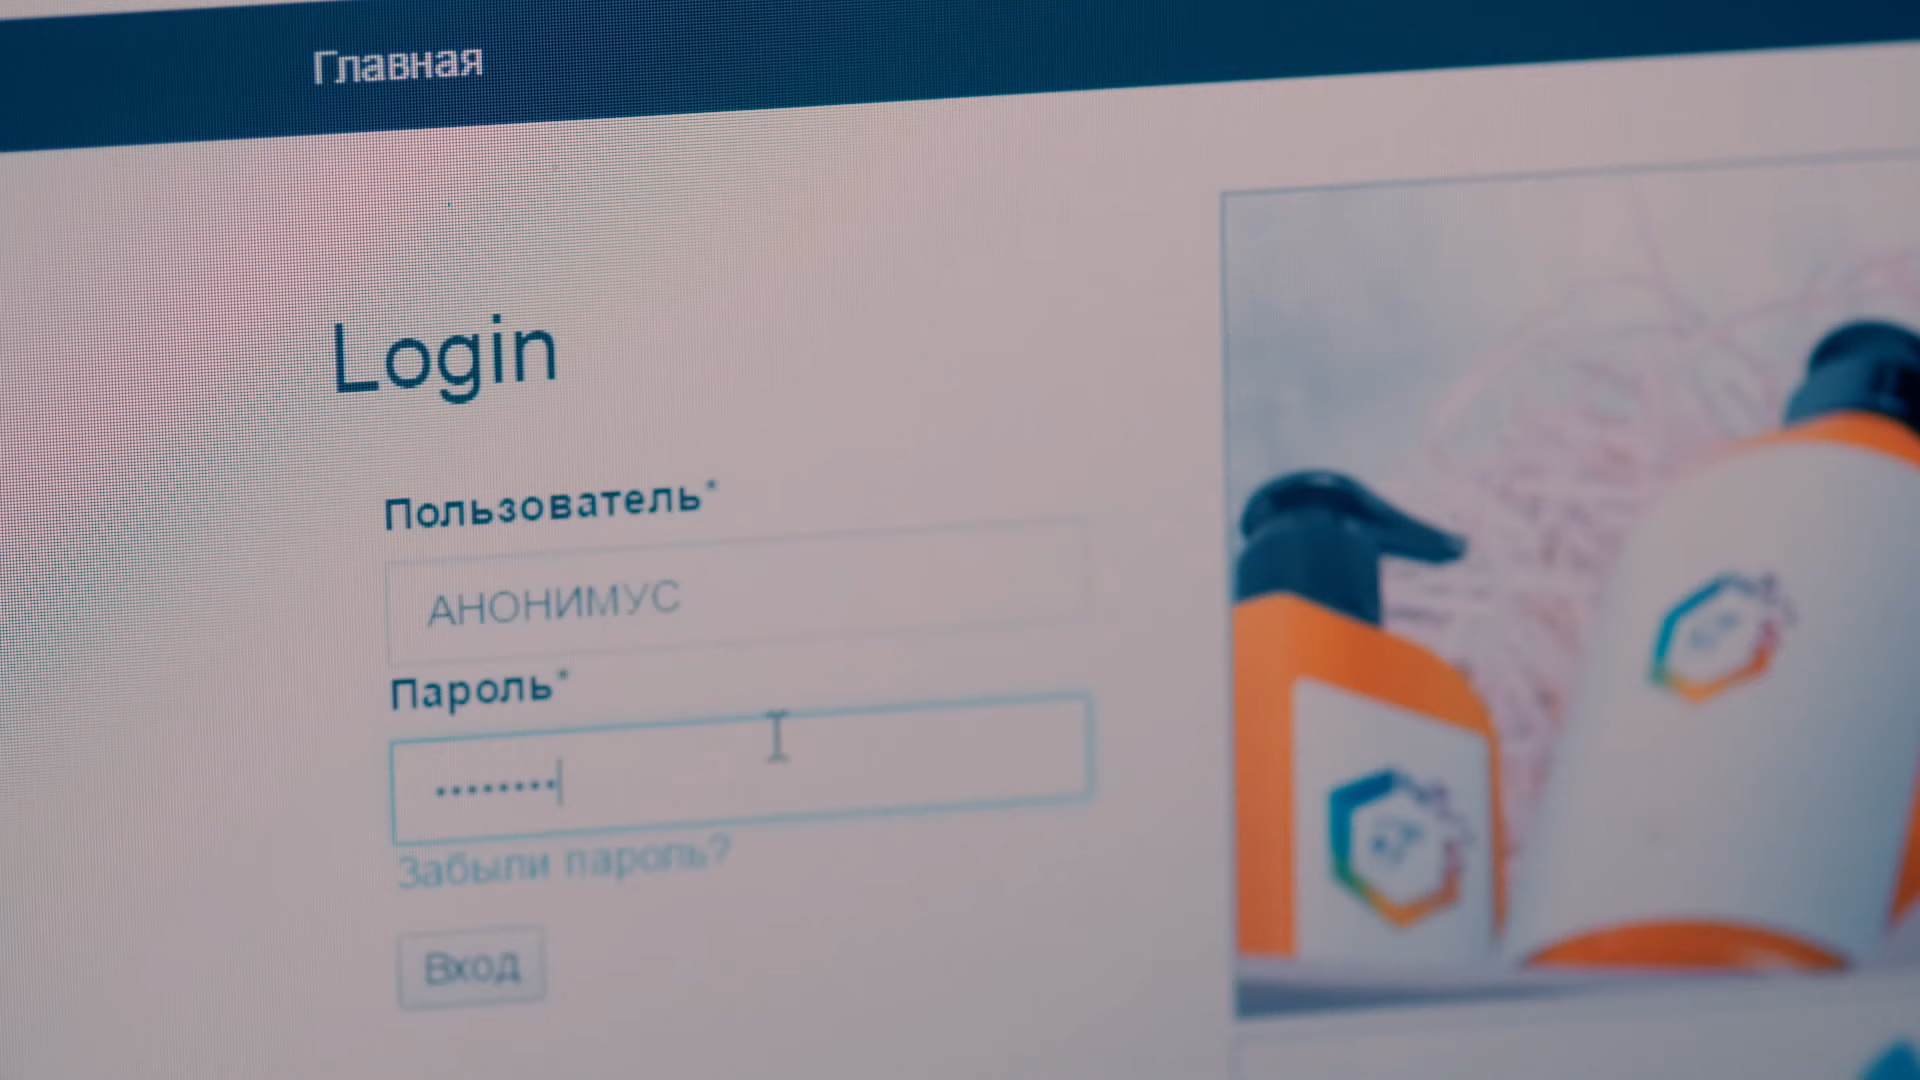 Главная
Login
Пользователь*
АНОНИМУС
Пароль*
••••••••
Забыли пароль?
Вход